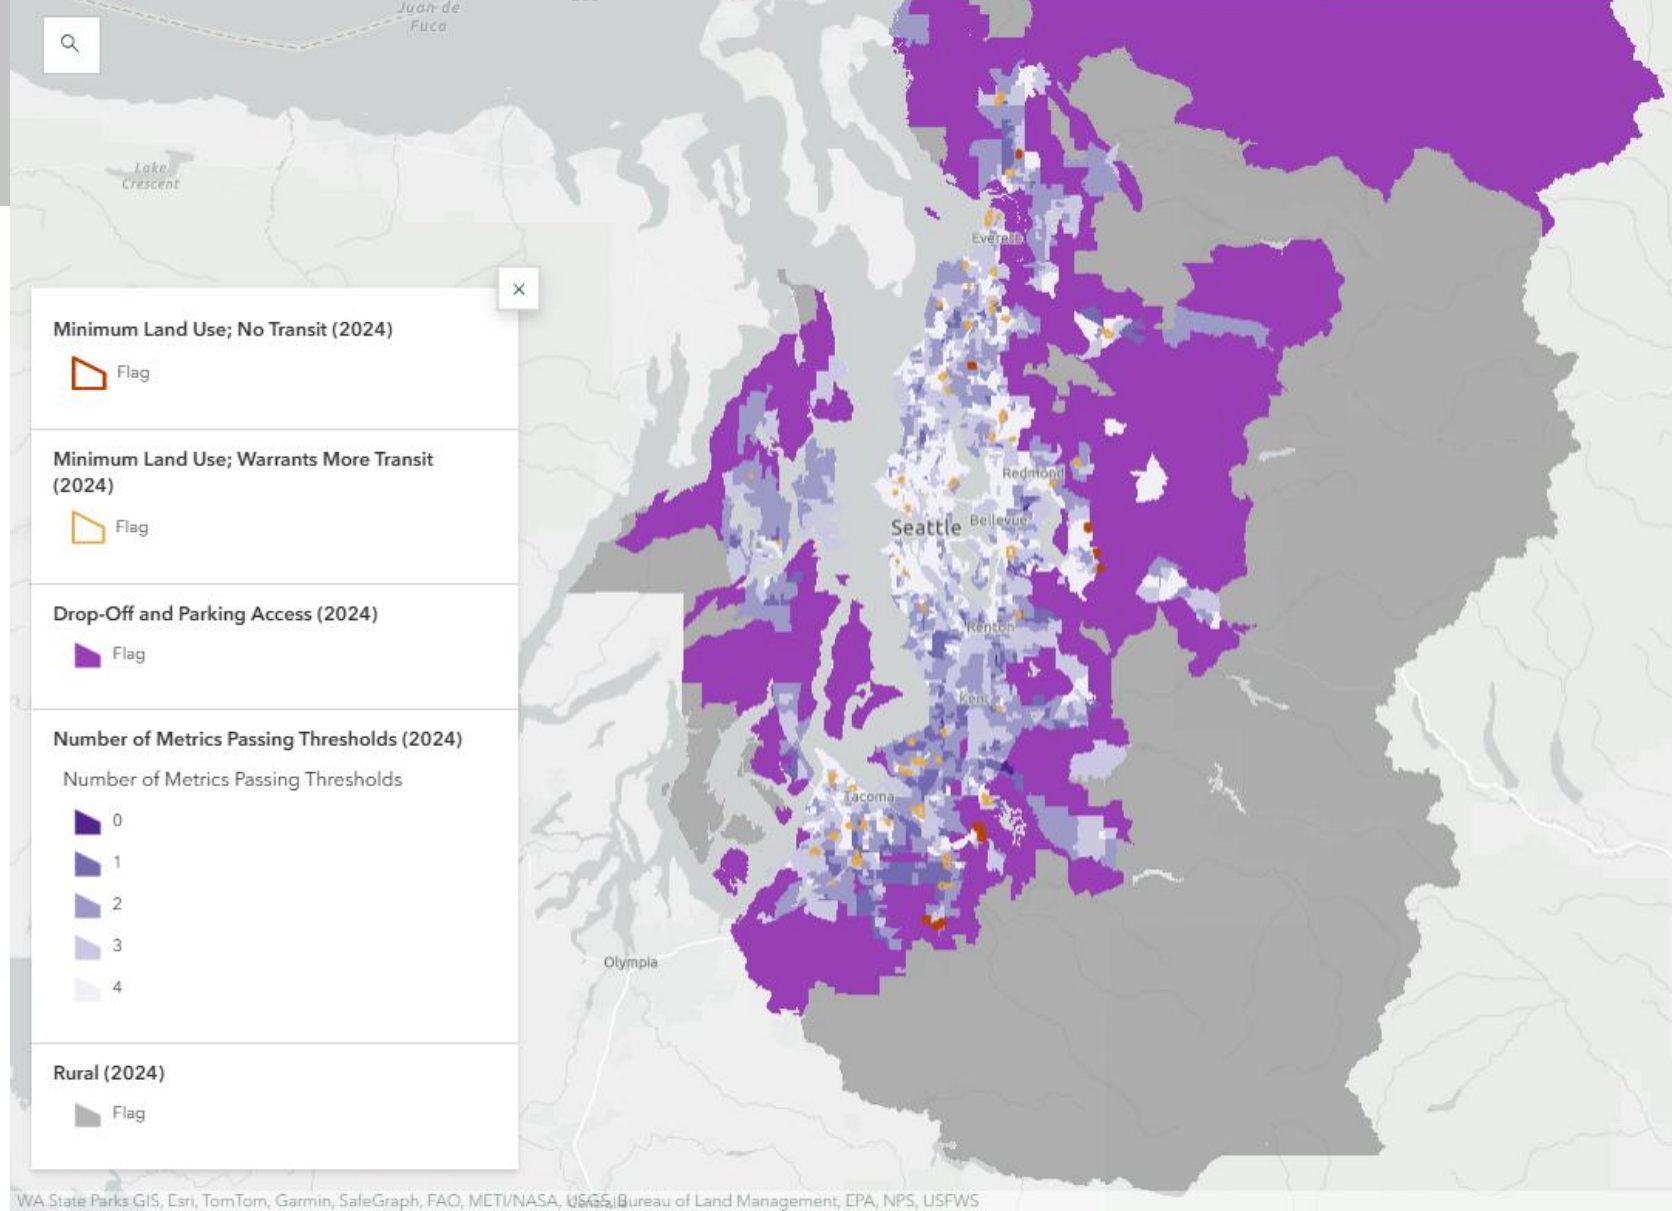 Juan de
Fuca
Lake
Crescent
Everett
Redmond
Seattle
Bellevue
Renton
Kent
Tacoma
Olympia
×
Minimum Land Use; No Transit (2024)
Flag
Minimum Land Use; Warrants More Transit
(2024)
Flag
Drop-Off and Parking Access (2024)
Flag
Number of Metrics Passing Thresholds (2024)
Number of Metrics Passing Thresholds
0
1
2
3
4
Rural (2024)
Flag
WA State Parks GIS, Esri, TomTom, Garmin, SafeGraph, FAO, METI/NASA, USGS, Bureau of Land Management, EPA, NPS, USFWS